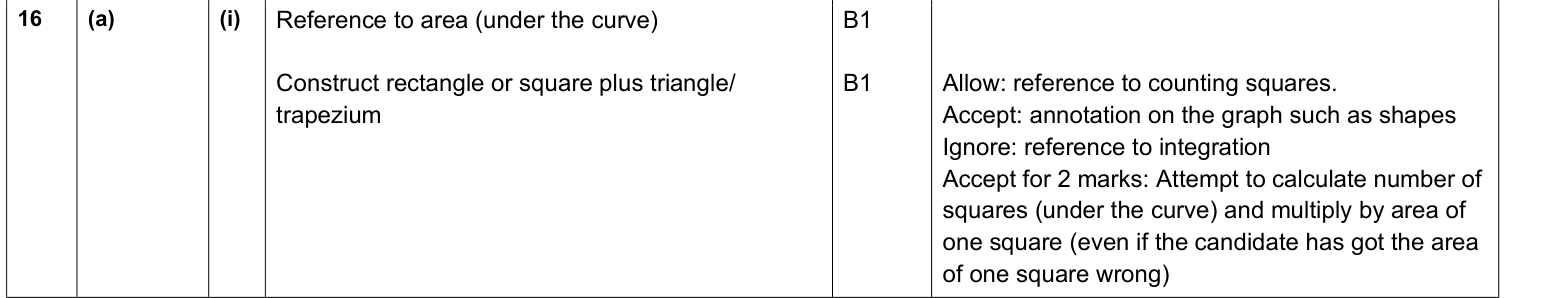 16 (a) (i) Reference to area (under the curve) B1
Construct rectangle or square plus triangle/ B1 Allow: reference to counting squares.
trapezium Accept: annotation on the graph such as shapes
Ignore: reference to integration
Accept for 2 marks: Attempt to calculate number of
squares (under the curve) and multiply by area of
one square (even if the candidate has got the area
of one square wrong)